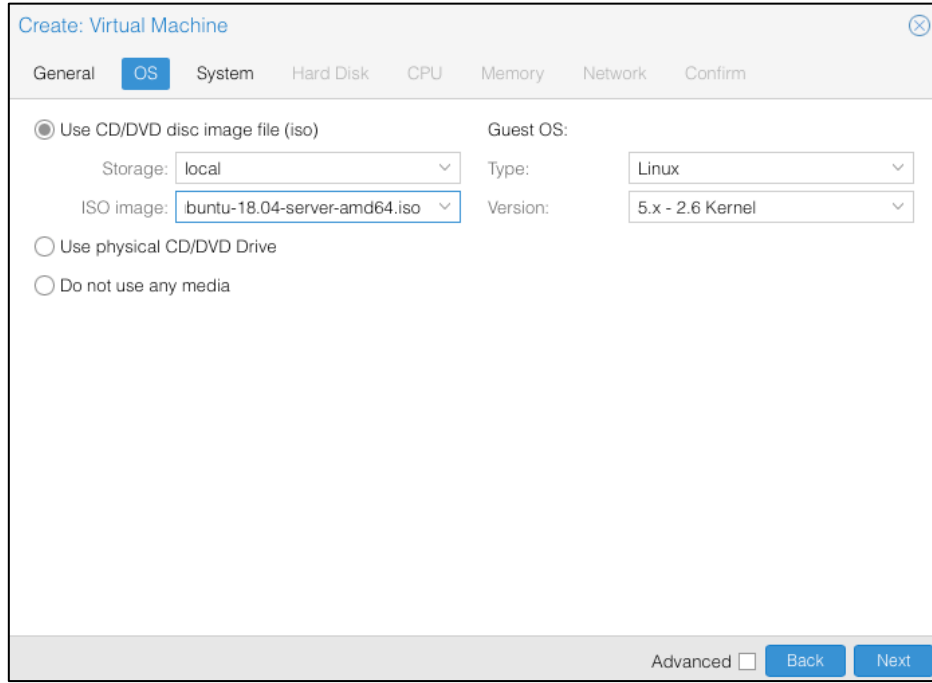 Create: Virtual Machine
General OS System Hard Disk CPU Memory Network Confirm
Use CD/DVD disc image file (iso) Guest OS:
Storage: local Type: Linux
ISO image: buntu-18.04-server-amd64.iso Version: 5.x - 2.6 Kernel
Use physical CD/DVD Drive
Do not use any media
Advanced Back Next